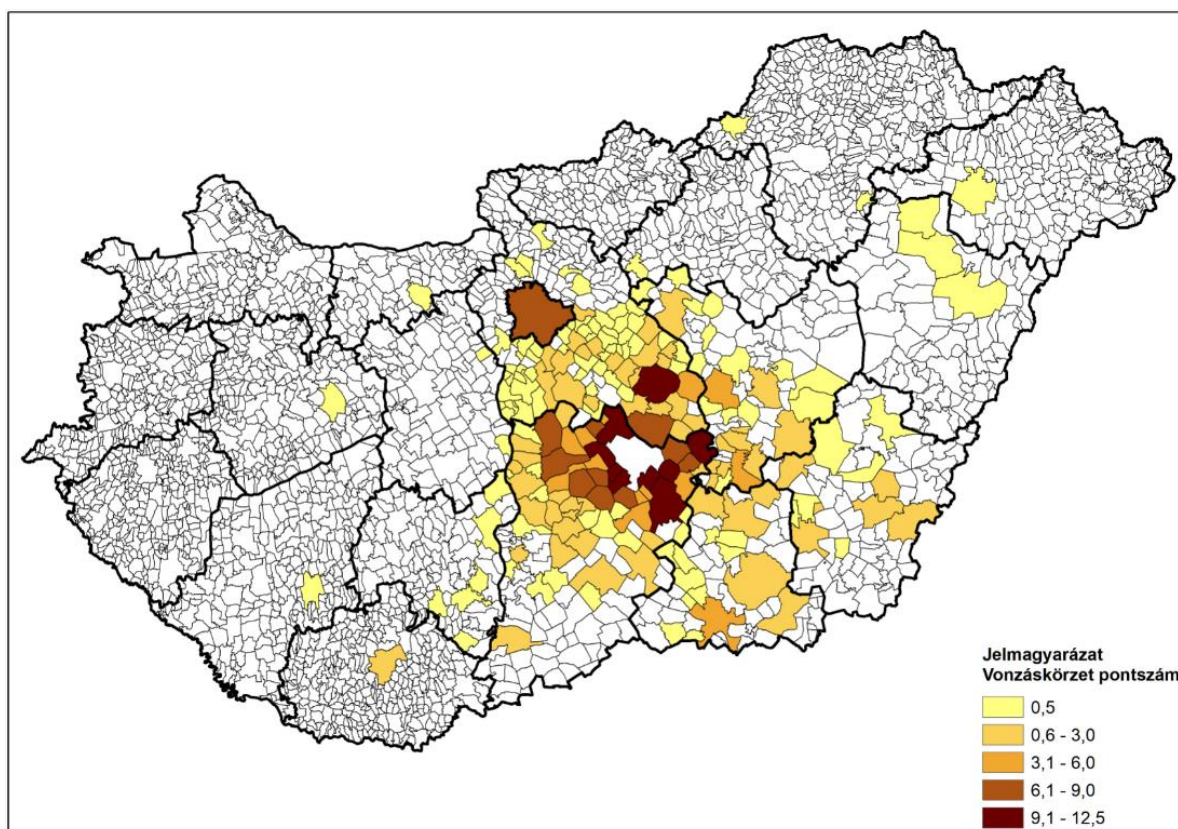 Jelmagyarázat
Vonzáskörzet pontszám
0,5
0,6 - 3,0
3,1 - 6,0
6,1 - 9,0
9,1 - 12,5